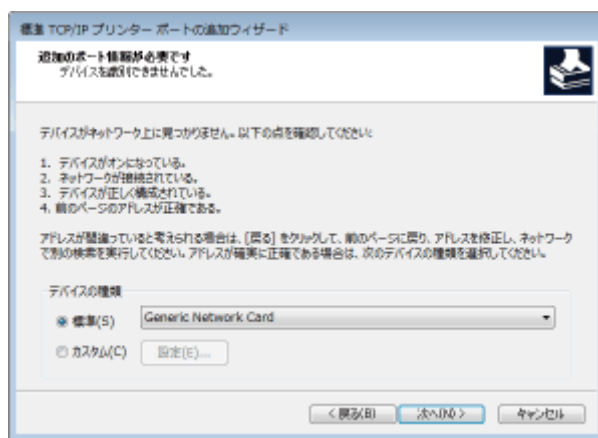 標準 TCP/IP プリンター ポートの追加ウィザード
追加のポート情報が必要です
デバイスを識別できませんでした。
デバイスがネットワーク上に見つかりません。以下の点を確認してください:
1. デバイスがオンになっている。
2. ネットワークが接続されている。
3. デバイスが正しく構成されている。
4. 前のページのアドレスが正確である。
アドレスが間違っていると考えられる場合は、[戻る] をクリックして、前のページに戻り、アドレスを修正し、ネットワーク
で別の検索を実行してください。アドレスが確実に正確である場合は、次のデバイスの種類を選択してください。
デバイスの種類
標準(S)
Generic Network Card
カスタム(C)
設定(E)...
< 戻る(B)
次へ(N) >
キャンセル